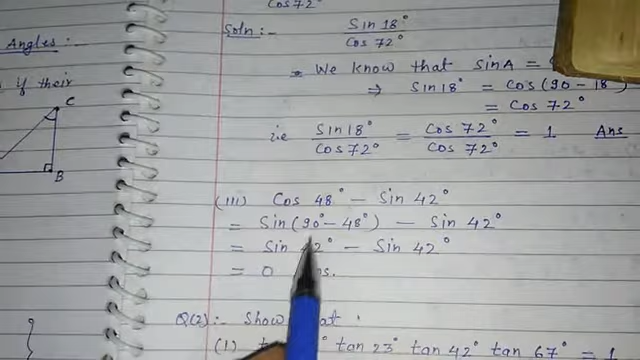 Cos 72°
Angles :-
Soln :- Sin 18° / Cos 72°
We know that Sin A =
if their
⇒ Sin 18° = Cos (90 - 18°
= Cos 72°
C
ie Sin 18° / Cos 72° = Cos 72° / Cos 72° = 1 Ans
B
(III) Cos 48° - Sin 42°
= Sin (90° - 48°) - Sin 42°
= Sin 42° - Sin 42°
= 0
Q(2) :- Show
(1) tan 23° tan 42° tan 67° = 1